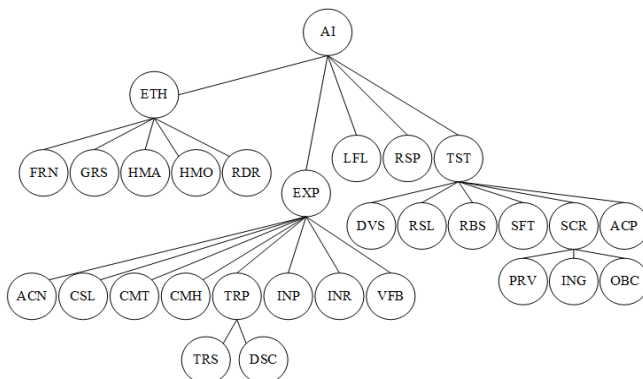 AI
ETH
FRN GRS HMA HMO RDR
LFL RSP TST
EXP
DVS RSL RBS SFT SCR ACP
PRV ING OBC
ACN CSL CMT CMH TRP INP INR VFB
TRS DSC